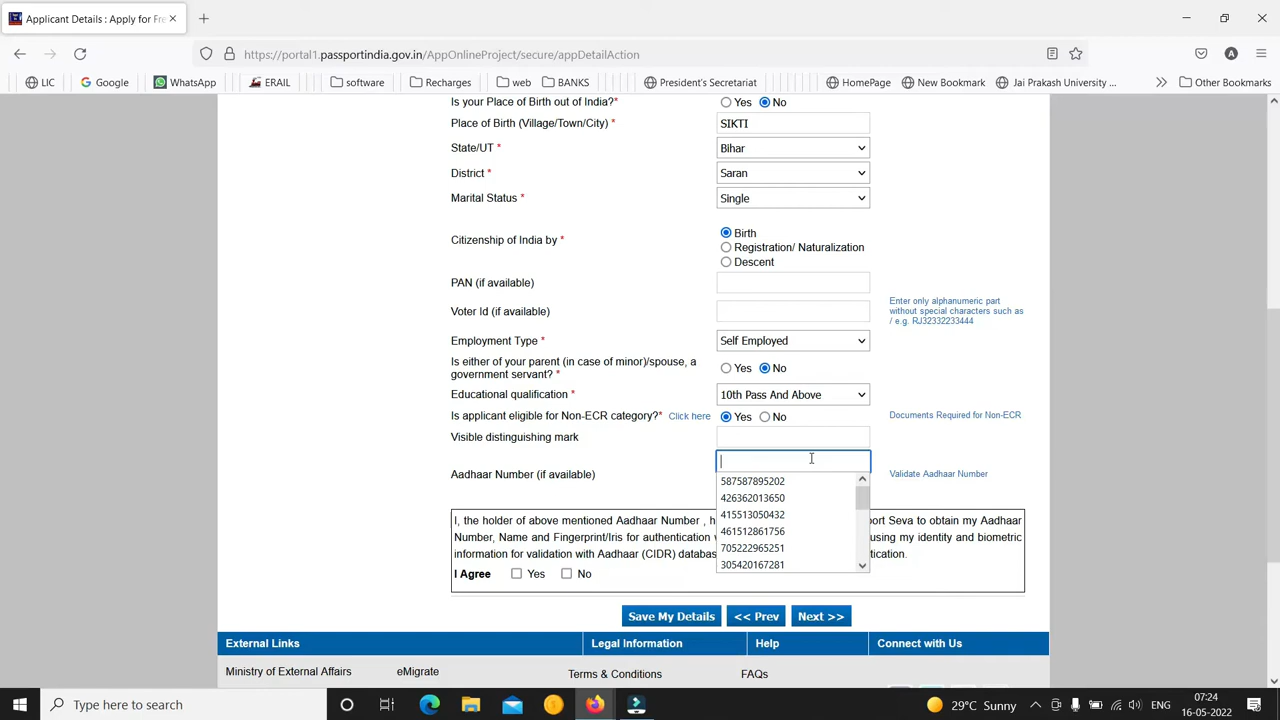 Applicant Details : Apply for Fre
https://portal1.passportindia.gov.in/AppOnlineProject/secure/appDetailAction
LIC Google WhatsApp ERAIL software Recharges web BANKS President's Secretariat HomePage New Bookmark Jai Prakash University ... Other Bookmarks
Is your Place of Birth out of India?* Yes No
Place of Birth (Village/Town/City) * SIKTI
State/UT * Bihar
District * Saran
Marital Status * Single
Citizenship of India by * Birth
Registration/ Naturalization
Descent
PAN (if available)
Voter Id (if available) Enter only alphanumeric part
without special characters such as
/ e.g. RJ32332233444
Employment Type * Self Employed
Is either of your parent (in case of minor)/spouse, a
government servant? * Yes No
Educational qualification * 10th Pass And Above
Is applicant eligible for Non-ECR category?* Click here Yes No Documents Required for Non-ECR
Visible distinguishing mark
Aadhaar Number (if available) Validate Aadhaar Number
587587895202
426362013650
415513050432
461512861756
705222965251
305420167281
I, the holder of above mentioned Aadhaar Number , h port Seva to obtain my Aadhaar
Number, Name and Fingerprint/Iris for authentication using my identity and biometric
information for validation with Aadhaar (CIDR) databas tication.
I Agree Yes No
Save My Details << Prev Next >>
External Links Legal Information Help Connect with Us
Ministry of External Affairs eMigrate Terms & Conditions FAQs
Type here to search 29°C Sunny ENG 07:24
16-05-2022